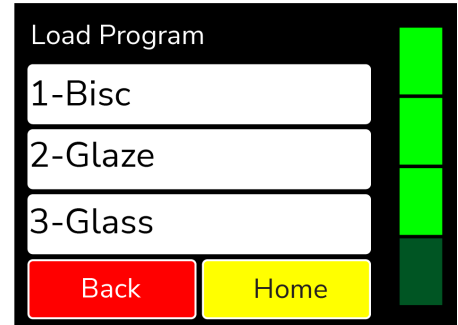 Load Program
1-Bisc
2-Glaze
3-Glass
Back Home